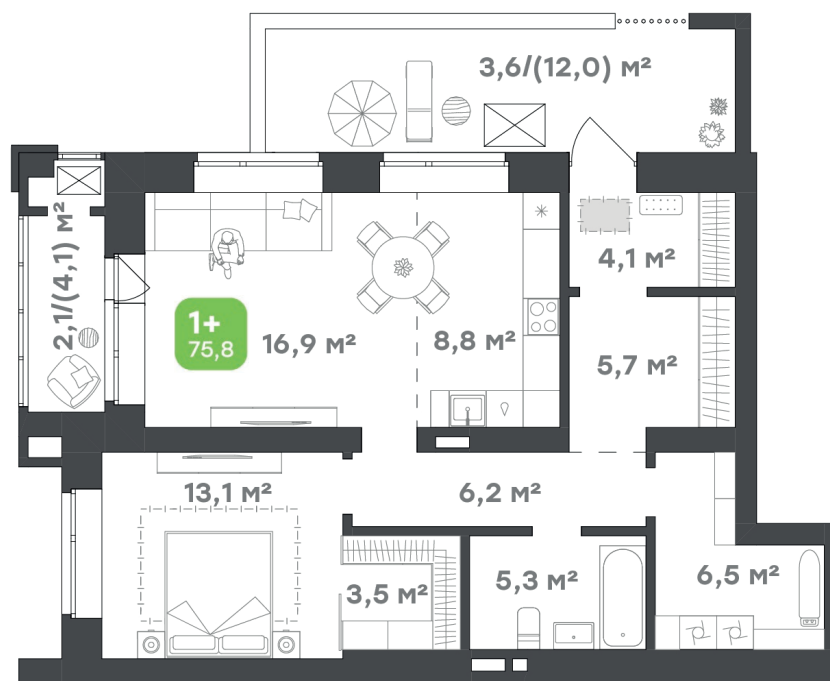 3,6/(12,0) м²
2,1/(4,1) м²
4,1 м²
1+
75,8
16,9 м²
8,8 м²
5,7 м²
13,1 м²
6,2 м²
3,5 м²
5,3 м²
6,5 м²